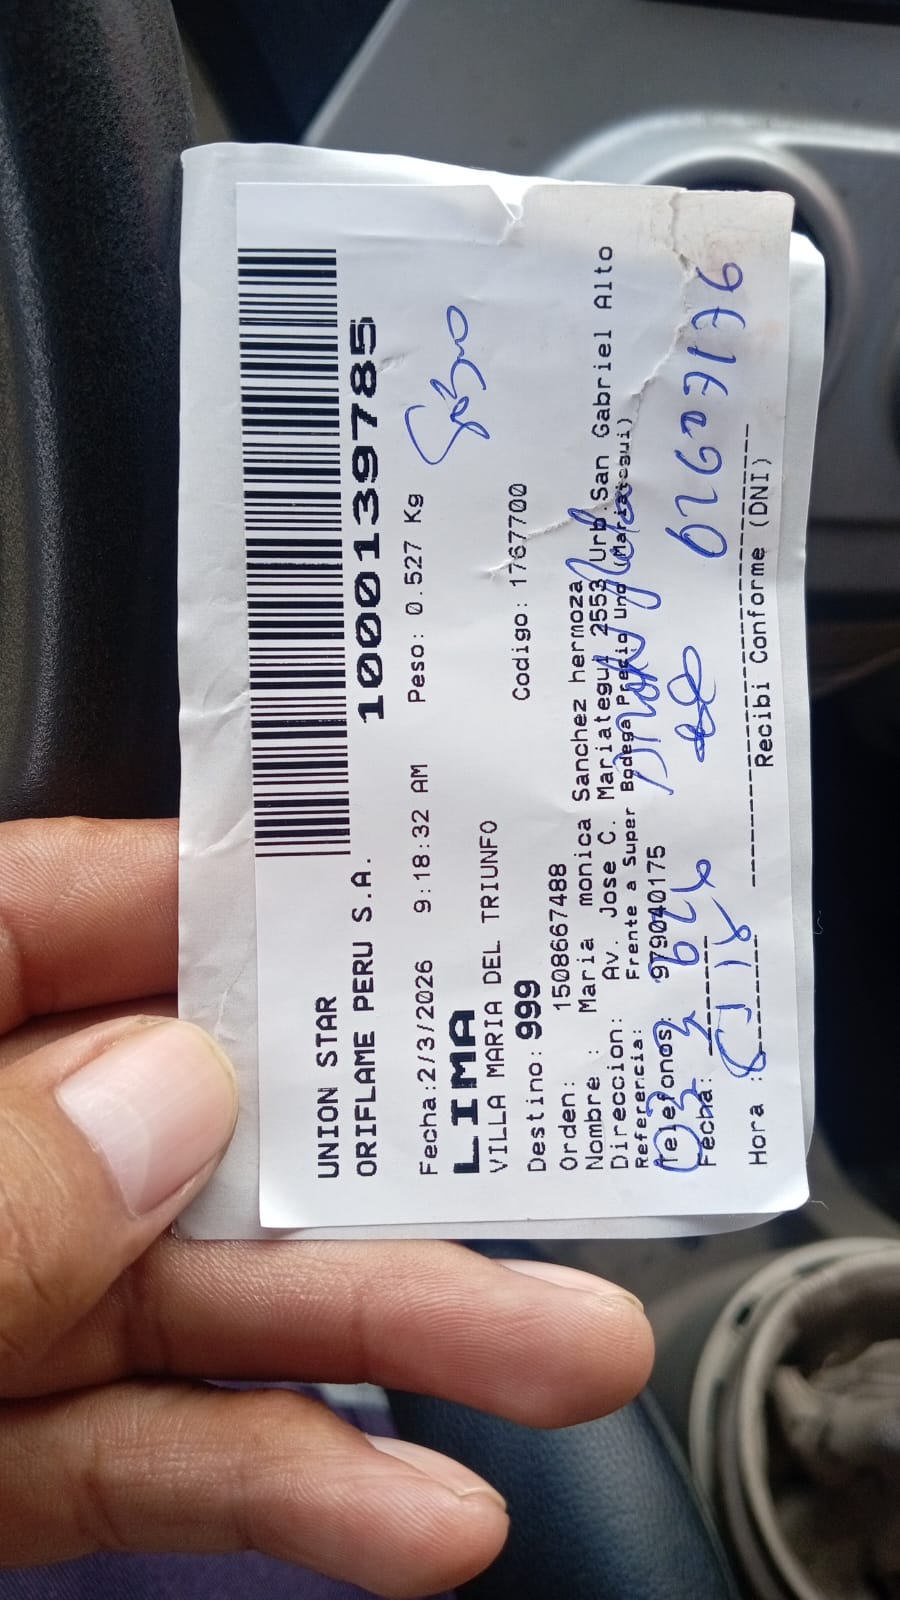 UNION STAR
ORIFLAME PERU S.A.
1000139785
Fecha:2/3/2026 9:18:32 AM Peso: 0.527 Kg
LIMA
VILLA MARIA DEL TRIUNFO
Destino: 999 Codigo: 1767700
Orden: 1508667488
Nombre : Maria monica Sanchez hermoza
Direccion: Av. Jose C. Mariategui 2553 Urb San Gabriel Alto
Referencia: Frente a Super Bodega Precio Uno (Mariategui)
Telefonos: 979040175
Fecha:
Hora : Recibi Conforme (DNI)